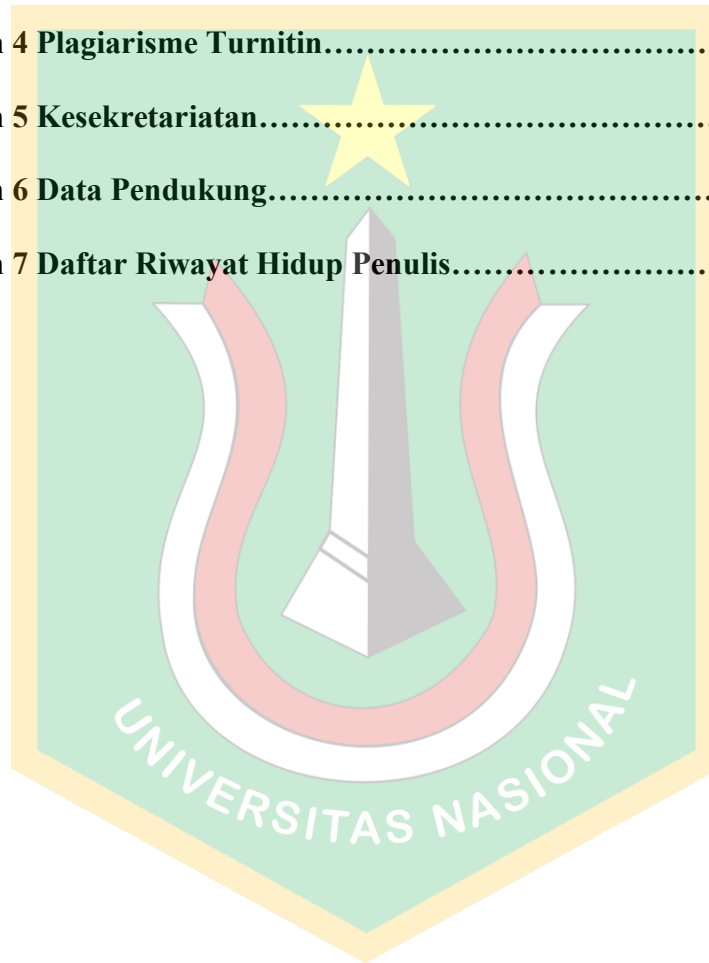 n 4 Plagiarisme Turnitin……………………………………
n 5 Kesekretariatan……………………………………………
n 6 Data Pendukung……………………………………………
n 7 Daftar Riwayat Hidup Penulis……………………
UNIVERSITAS NASIONAL